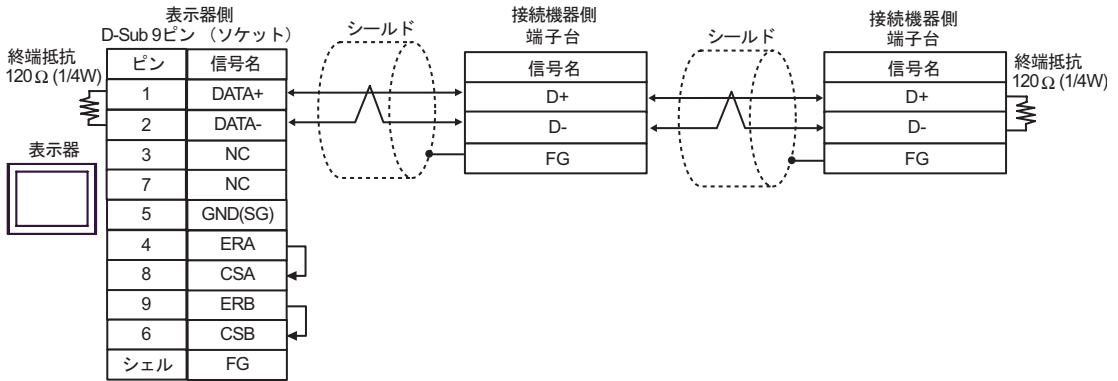 表示器側
D-Sub 9ピン （ソケット）
終端抵抗
120Ω (1/4W)
表示器
ピン 信号名
1 DATA+
2 DATA-
3 NC
7 NC
5 GND(SG)
4 ERA
8 CSA
9 ERB
6 CSB
シェル FG
シールド
接続機器側
端子台
信号名
D+
D-
FG
シールド
接続機器側
端子台
信号名
D+
D-
FG
終端抵抗
120Ω (1/4W)